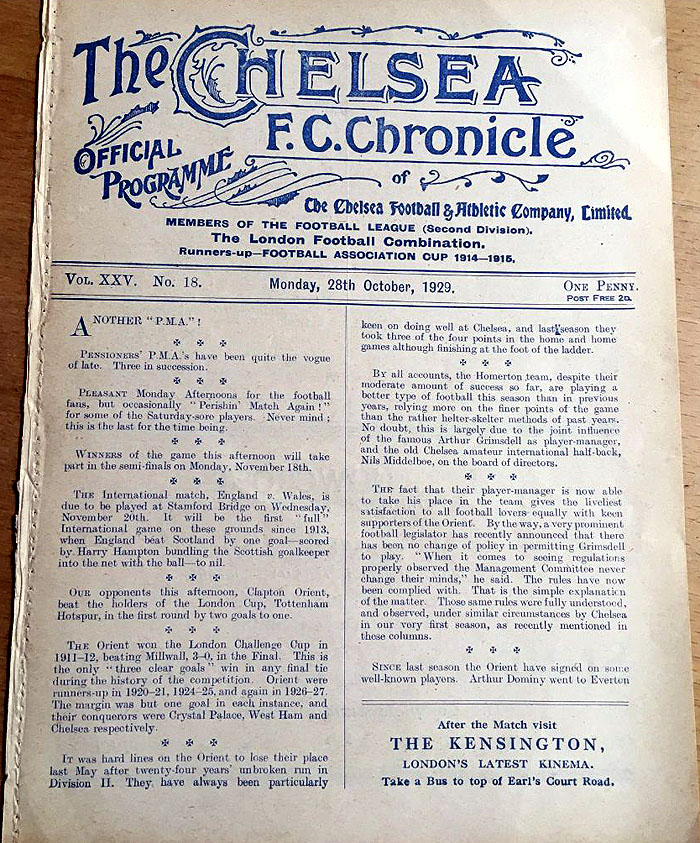 The CHELSEA
F.C. Chronicle
OFFICIAL
PROGRAMME
of
The Chelsea Football & Athletic Company, Limited.
MEMBERS OF THE FOOTBALL LEAGUE (Second Division).
The London Football Combination.
Runners-up—FOOTBALL ASSOCIATION CUP 1914—1915.
VOL. XXV. No. 18.
Monday, 28th October, 1929.
ONE PENNY.
POST FREE 2D.
ANOTHER "P.M.A."!
PENSIONERS' P.M.A.'s have been quite the vogue
of late. Three in succession.
PLEASANT Monday Afternoons for the football
fans, but occasionally "Perishin' Match Again!"
for some of the Saturday-sore players. Never mind;
this is the last for the time being.
WINNERS of the game this afternoon will take
part in the semi-finals on Monday, November 18th.
THE International match, England v. Wales, is
due to be played at Stamford Bridge on Wednesday,
November 20th. It will be the first "full"
International game on these grounds since 1913,
when England beat Scotland by one goal—scored
by Harry Hampton bundling the Scottish goalkeeper
into the net with the ball—to nil.
OUR opponents this afternoon, Clapton Orient,
beat the holders of the London Cup, Tottenham
Hotspur, in the first round by two goals to one.
THE Orient won the London Challenge Cup in
1911–12, beating Millwall, 3–0, in the Final. This is
the only "three clear goals" win in any final tie
during the history of the competition. Orient were
runners-up in 1920–21, 1924–25, and again in 1926–27.
The margin was but one goal in each instance, and
their conquerors were Crystal Palace, West Ham and
Chelsea respectively.
IT was hard lines on the Orient to lose their place
last May after twenty-four years' unbroken run in
Division II. They have always been particularly
keen on doing well at Chelsea, and last season they
took three of the four points in the home and home
games although finishing at the foot of the ladder.
BY all accounts, the Homerton team, despite their
moderate amount of success so far, are playing a
better type of football this season than in previous
years, relying more on the finer points of the game
than the rather helter-skelter methods of past years.
No doubt, this is largely due to the joint influence
of the famous Arthur Grimsdell as player-manager,
and the old Chelsea amateur international half-back,
Nils Middelboe, on the board of directors.
THE fact that their player-manager is now able
to take his place in the team gives the liveliest
satisfaction to all football lovers equally with keen
supporters of the Orient. By the way, a very prominent
football legislator has recently announced that there
has been no change of policy in permitting Grimsdell
to play. "When it comes to seeing regulations
properly observed the Management Committee never
change their minds," he said. The rules have now
been complied with. That is the simple explanation
of the matter. Those same rules were fully understood,
and observed, under similar circumstances by Chelsea
in our very first season, as recently mentioned in
these columns.
SINCE last season the Orient have signed on some
well-known players. Arthur Dominy went to Everton
After the Match visit
THE KENSINGTON,
LONDON'S LATEST KINEMA.
Take a Bus to top of Earl's Court Road.